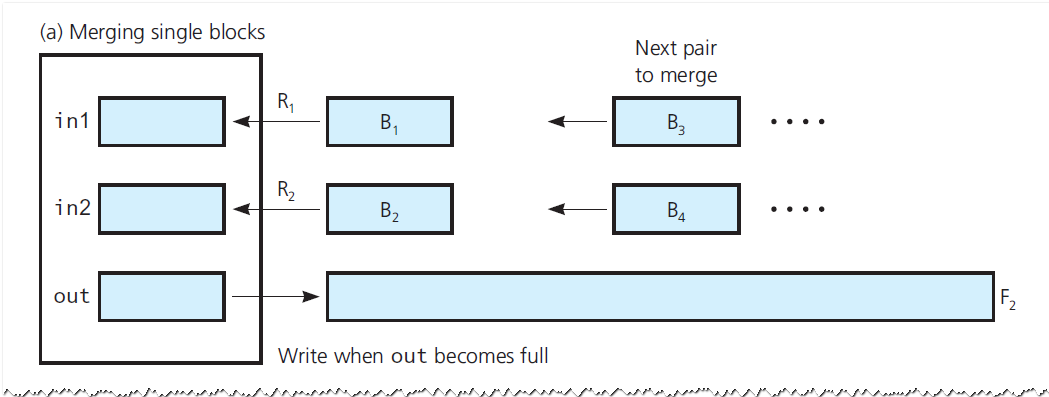 (a) Merging single blocks
Next pair
to merge
in1
R₁
B₁
B₃
....
in2
R₂
B₂
B₄
....
out
F₂
Write when out becomes full